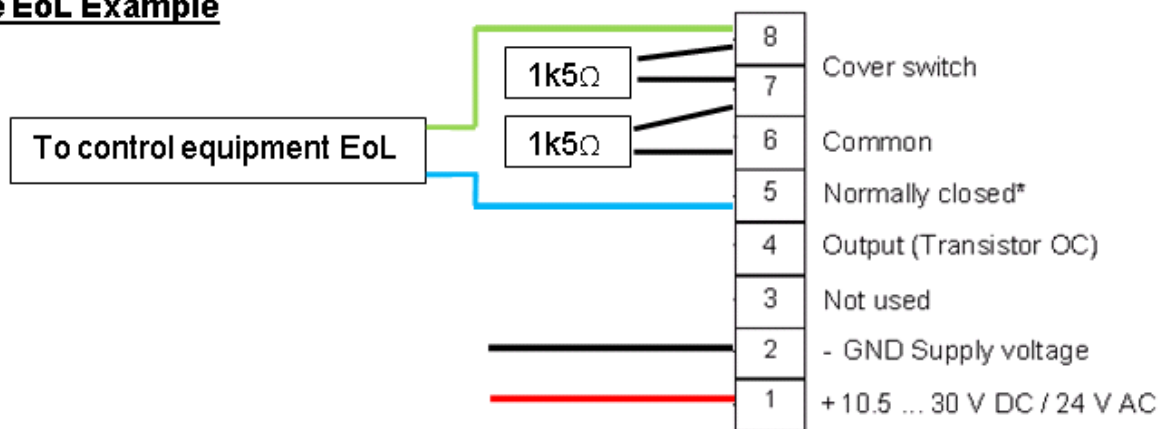 e EoL Example
8
1k5Ω
Cover switch
7
To control equipment EoL
1k5Ω
6
Common
5
Normally closed*
4
Output (Transistor OC)
3
Not used
2
- GND Supply voltage
1
+ 10.5 ... 30 V DC / 24 V AC